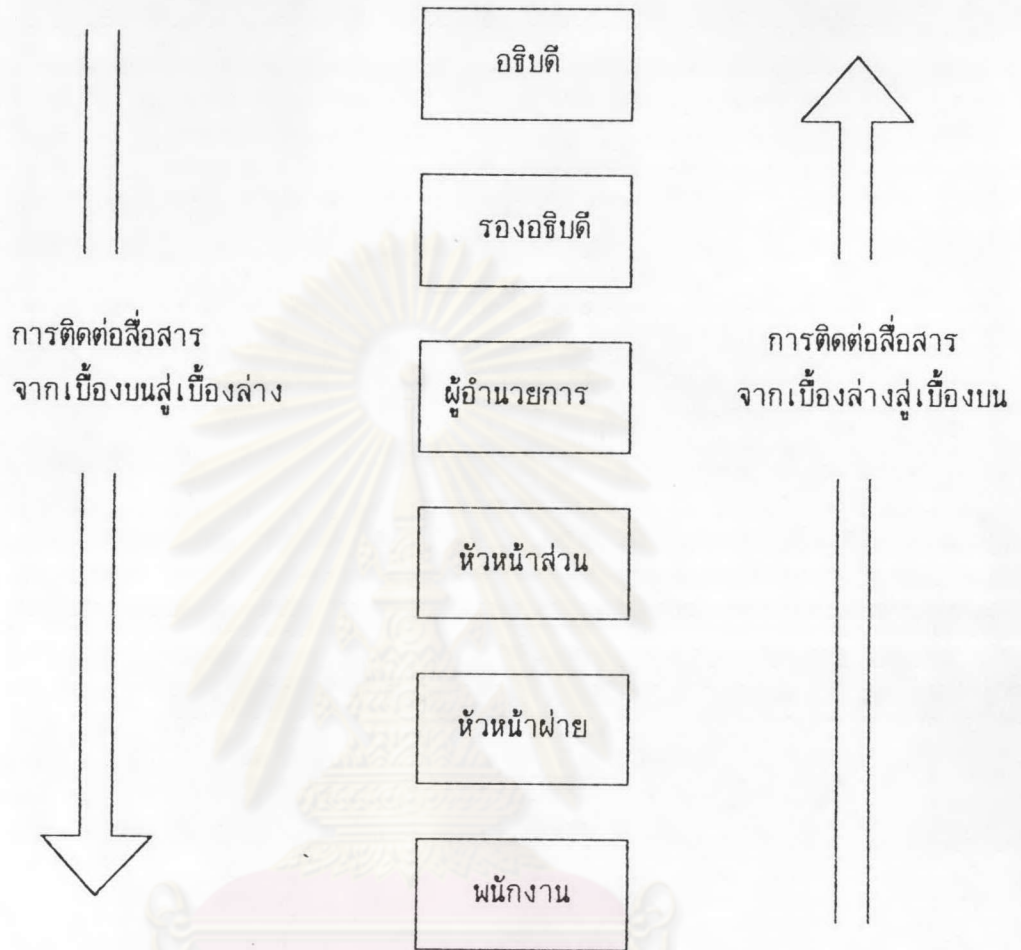 อธิบดี
รองอธิบดี
การติดต่อสื่อสาร
จากเบื้องบนสู่เบื้องล่าง
ผู้อำนวยการ
การติดต่อสื่อสาร
จากเบื้องล่างสู่เบื้องบน
หัวหน้าส่วน
หัวหน้าฝ่าย
พนักงาน